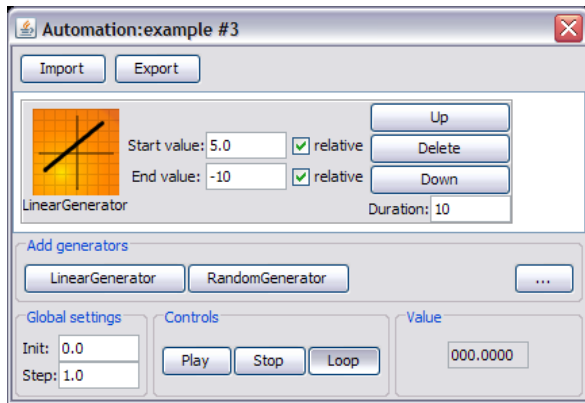 Automation:example #3
Import Export
Up
Start value: 5.0 relative Delete
End value: -10 relative Down
LinearGenerator Duration: 10
Add generators
LinearGenerator RandomGenerator ...
Global settings Controls Value
Init: 0.0
Play Stop Loop 000.0000
Step: 1.0